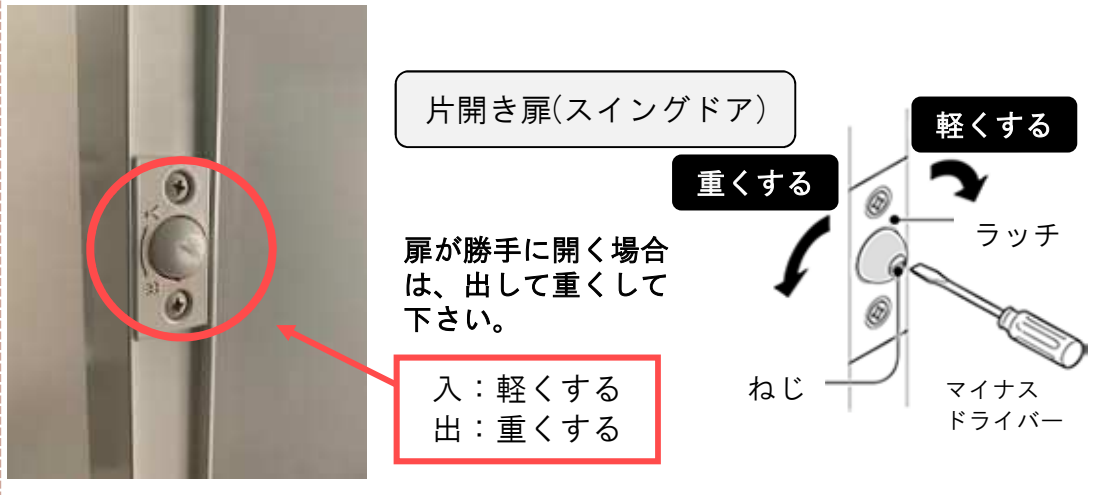 片開き扉(スイングドア)
軽くする
重くする
ラッチ
扉が勝手に開く場合
は、出して重くして
下さい。
入：軽くする
出：重くする
ねじ
マイナス
ドライバー
入
出